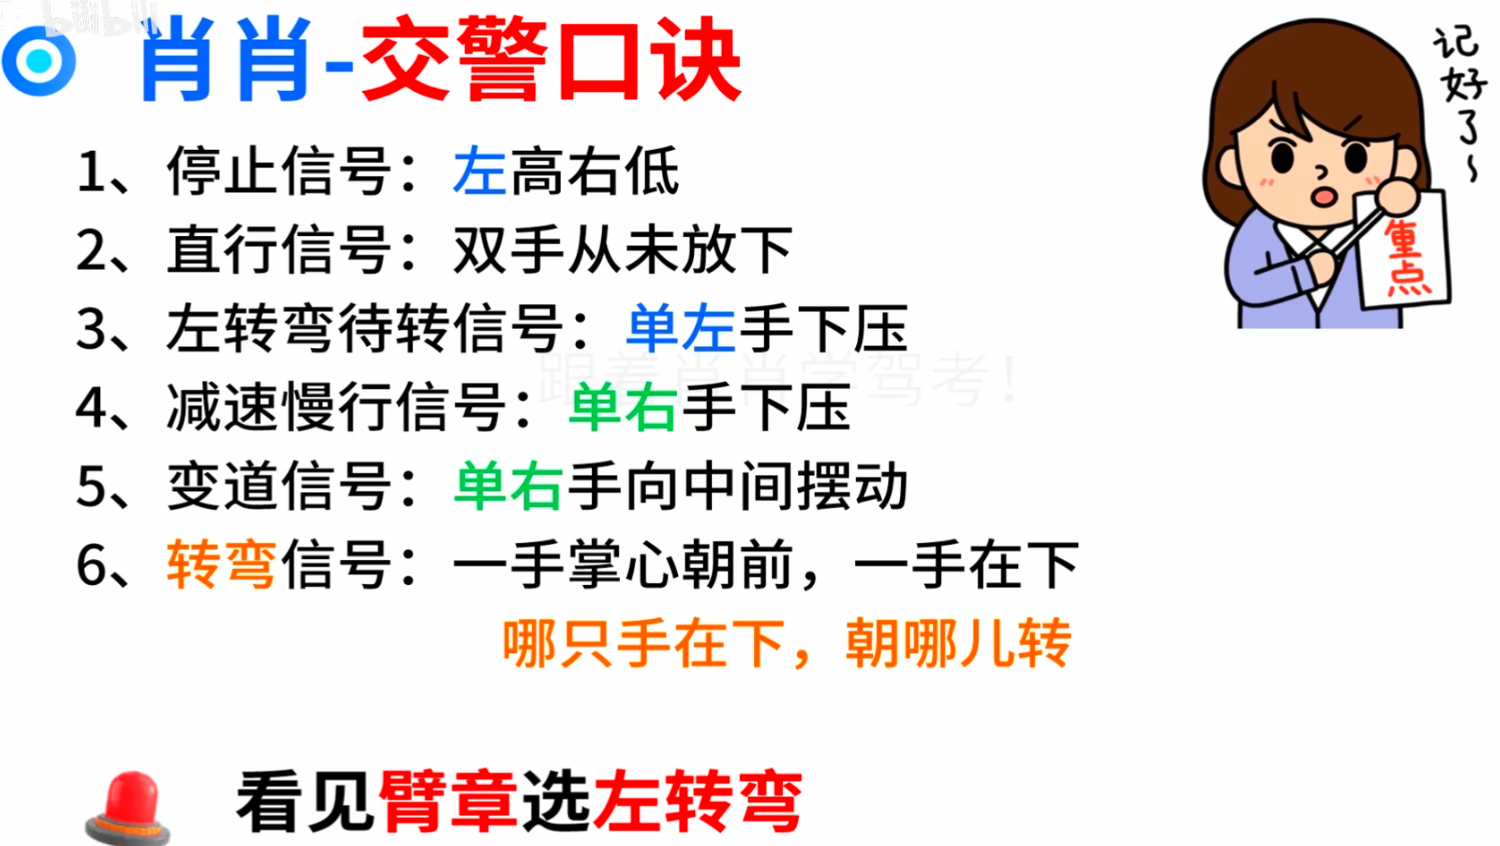 bilibili
肖肖-交警口诀
记好了~
重点
1、停止信号：左高右低
2、直行信号：双手从未放下
3、左转弯待转信号：单左手下压
跟着肖肖学驾考！
4、减速慢行信号：单右手下压
5、变道信号：单右手向中间摆动
6、转弯信号：一手掌心朝前，一手在下
哪只手在下，朝哪儿转
看见臂章选左转弯